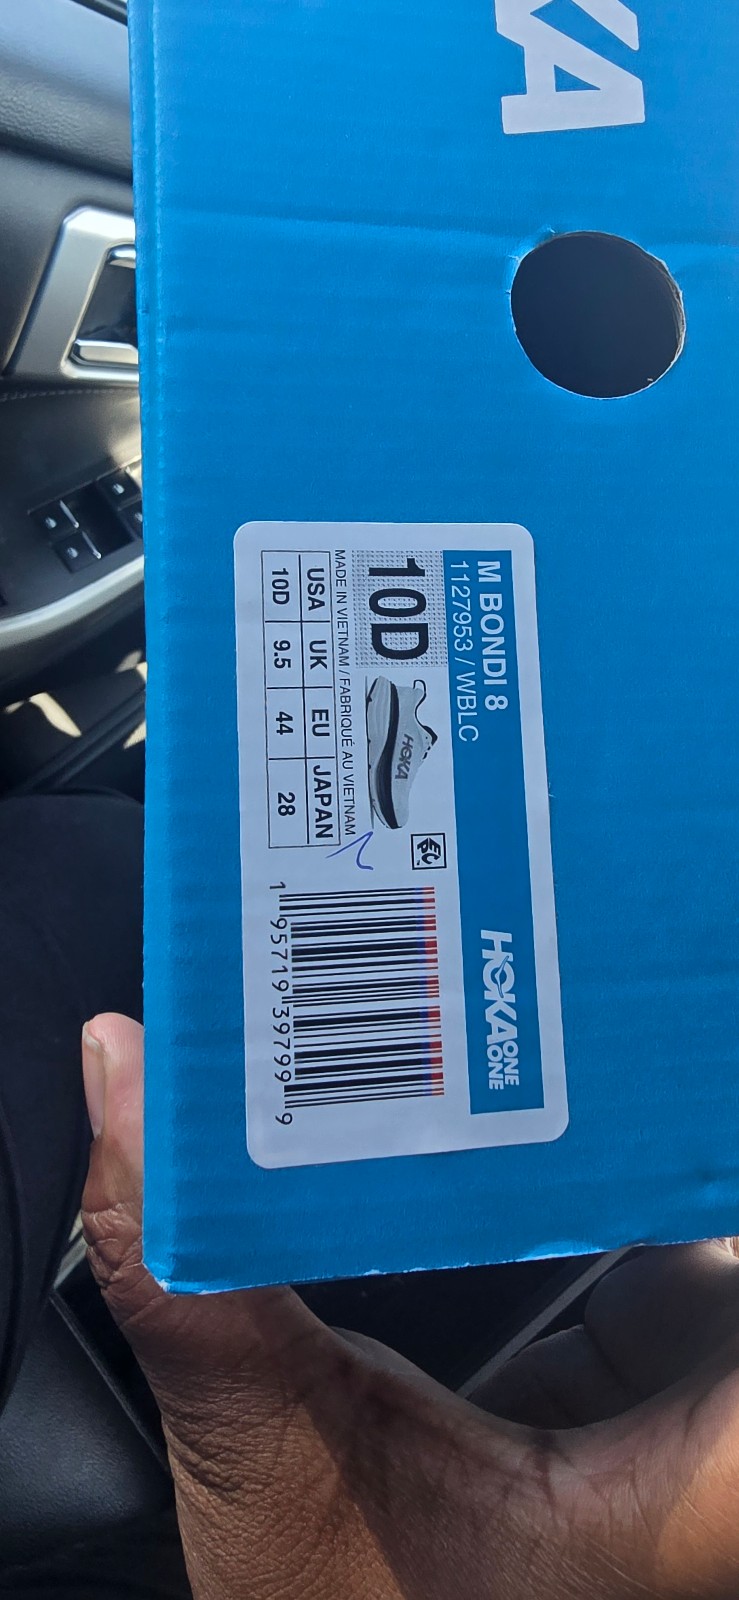 KA
M BONDI 8
1127953 / WBLC
HOKA ONE ONE
10D
HOKA
EC
MADE IN VIETNAM / FABRIQUÉ AU VIETNAM
USA UK EU JAPAN
10D 9.5 44 28
1 95719 39799 9